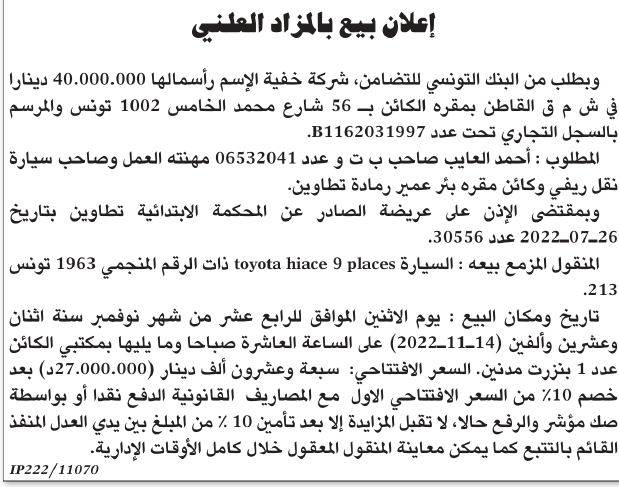 إعلان بيع بالمزاد العلني
وبطلب من البنك التونسي للتضامن، شركة خفية الإسم رأسمالها 40.000.000 دينارا
في ش م ق القاطن بمقره الكائن بـ 56 شارع محمد الخامس 1002 تونس والمرسم
بالسجل التجاري تحت عدد B1162031997.
المطلوب : أحمد العايب صاحب ب ت و عدد 06532041 مهنته العمل وصاحب سيارة
نقل ريفي وكائن مقره بئر عمير رمادة تطاوين.
وبمقتضى الإذن على عريضة الصادر عن المحكمة الابتدائية تطاوين بتاريخ
26ــ07ــ2022 عدد 30556.
المنقول المزمع بيعه : السيارة toyota hiace 9 places ذات الرقم المنجمي 1963 تونس
213.
تاريخ ومكان البيع : يوم الاثنين الموافق للرابع عشر من شهر نوفمبر سنة اثنان
وعشرين وألفين (14ــ11ــ2022) على الساعة العاشرة صباحا وما يليها بمكتبي الكائن
عدد 1 بنزرت مدنين. السعر الافتتاحي: سبعة وعشرون ألف دينار (27.000.000د) بعد
خصم 10٪ من السعر الافتتاحي الاول مع المصاريف القانونية الدفع نقدا أو بواسطة
صك مؤشر والرفع حالا، لا تقبل المزايدة إلا بعد تأمين 10 ٪ من المبلغ بين يدي العدل المنفذ
القائم بالتتبع كما يمكن معاينة المنقول المعقول خلال كامل الأوقات الإدارية.
IP222/11070